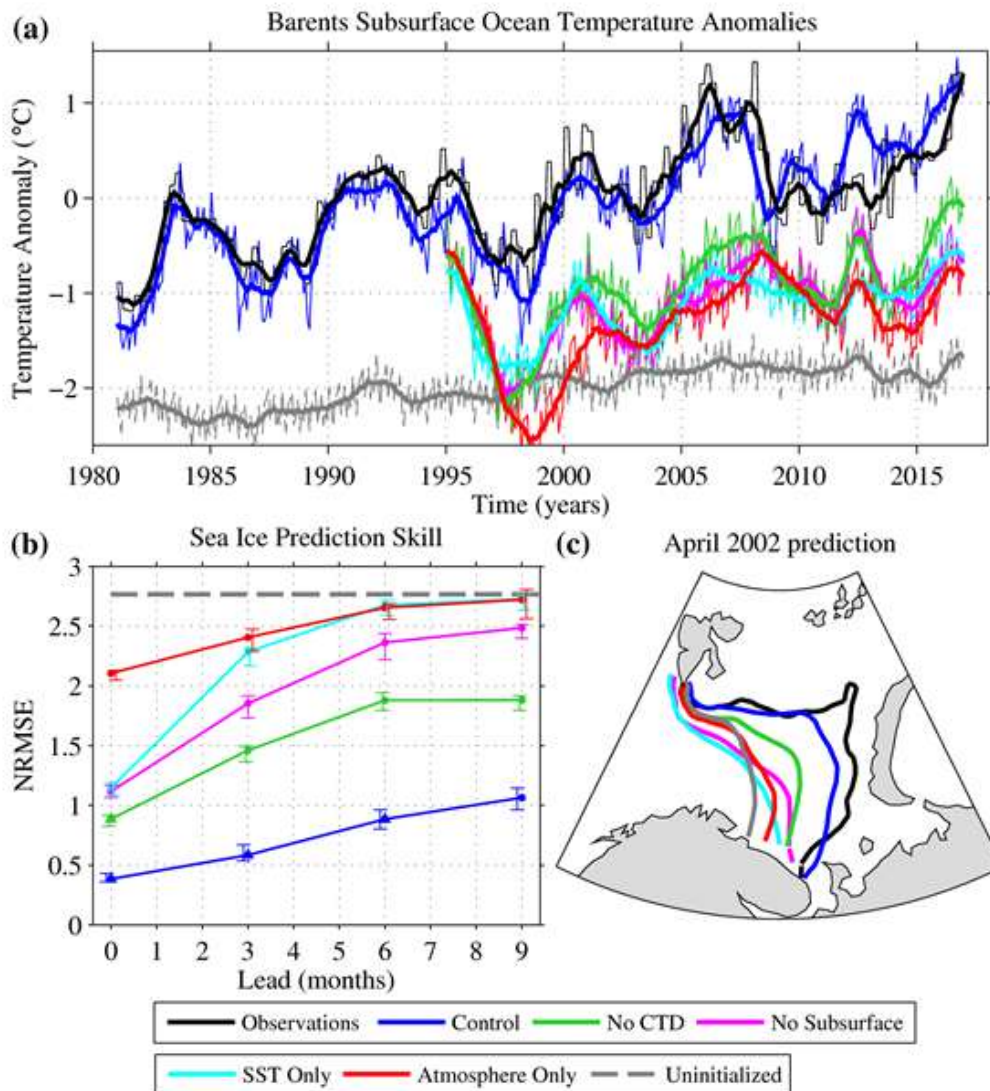 (a) Barents Subsurface Ocean Temperature Anomalies
Temperature Anomaly (°C)
1
0
−1
−2
1980 1985 1990 1995 2000 2005 2010 2015
Time (years)
(b) Sea Ice Prediction Skill
NRMSE
3
2.5
2
1.5
1
0.5
0
0 1 2 3 4 5 6 7 8 9
Lead (months)
(c) April 2002 prediction
Observations Control No CTD No Subsurface
SST Only Atmosphere Only Uninitialized